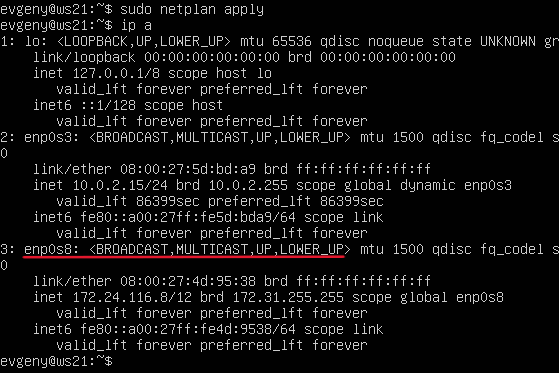 evgeny@ws21:~$ sudo netplan apply
evgeny@ws21:~$ ip a
1: lo: <LOOPBACK,UP,LOWER_UP> mtu 65536 qdisc noqueue state UNKNOWN gr
    link/loopback 00:00:00:00:00:00 brd 00:00:00:00:00:00
    inet 127.0.0.1/8 scope host lo
       valid_lft forever preferred_lft forever
    inet6 ::1/128 scope host
       valid_lft forever preferred_lft forever
2: enp0s3: <BROADCAST,MULTICAST,UP,LOWER_UP> mtu 1500 qdisc fq_codel s
0
    link/ether 08:00:27:5d:bd:a9 brd ff:ff:ff:ff:ff:ff
    inet 10.0.2.15/24 brd 10.0.2.255 scope global dynamic enp0s3
       valid_lft 86399sec preferred_lft 86399sec
    inet6 fe80::a00:27ff:fe5d:bda9/64 scope link
       valid_lft forever preferred_lft forever
3: enp0s8: <BROADCAST,MULTICAST,UP,LOWER_UP> mtu 1500 qdisc fq_codel s
0
    link/ether 08:00:27:4d:95:38 brd ff:ff:ff:ff:ff:ff
    inet 172.24.116.8/12 brd 172.31.255.255 scope global enp0s8
       valid_lft forever preferred_lft forever
    inet6 fe80::a00:27ff:fe4d:9538/64 scope link
       valid_lft forever preferred_lft forever
evgeny@ws21:~$